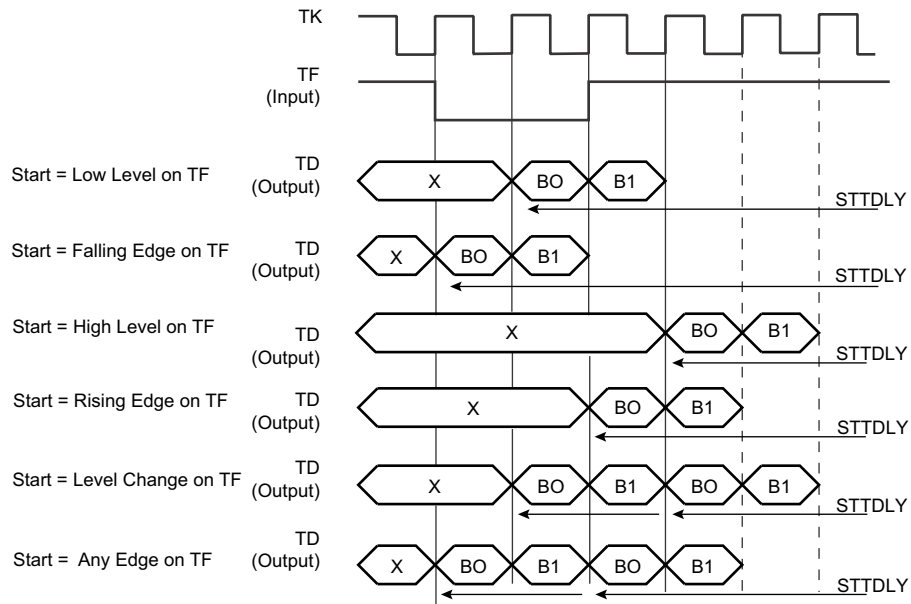 TK
TF
(Input)
Start = Low Level on TF
TD
(Output)
X
BO
B1
STTDLY
Start = Falling Edge on TF
TD
(Output)
X
BO
B1
STTDLY
Start = High Level on TF
TD
(Output)
X
BO
B1
STTDLY
Start = Rising Edge on TF
TD
(Output)
X
BO
B1
STTDLY
Start = Level Change on TF
TD
(Output)
X
BO
B1
BO
B1
STTDLY
Start = Any Edge on TF
TD
(Output)
X
BO
B1
BO
B1
STTDLY